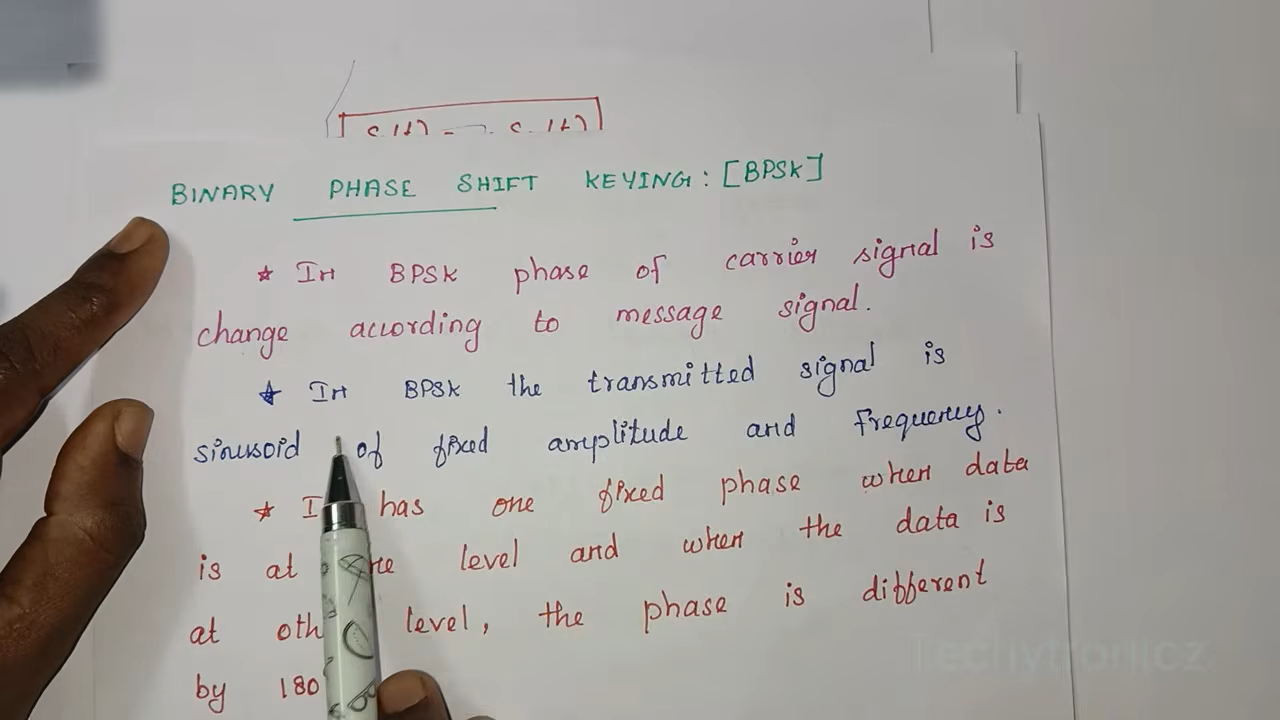 BINARY PHASE SHIFT KEYING: [BPSK]
* In BPSK phase of carrier signal is
change according to message signal.
* In BPSK the transmitted signal is
sinusoid of fixed amplitude and frequency.
* has one fixed phase when data
is at level and when the data is
at level, the phase is different
by 180
Techytroniicz